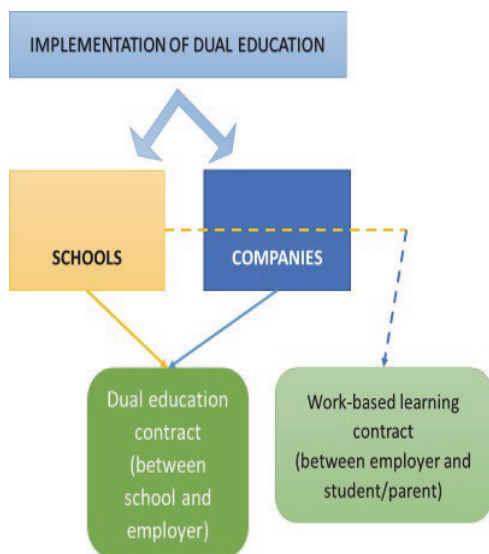 IMPLEMENTATION OF DUAL EDUCATION
SCHOOLS
COMPANIES
Dual education
contract
(between
school and
employer)
Work-based learning
contract
(between employer and
student/parent)